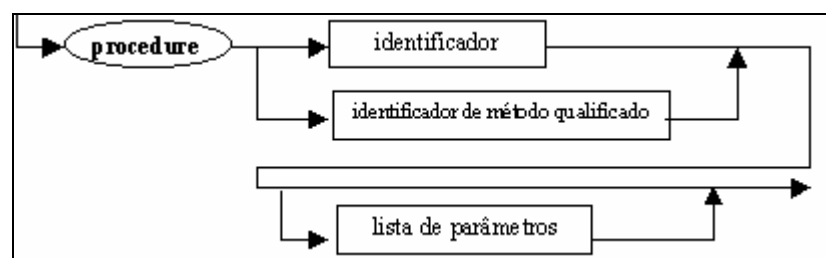 procedure
identificador
identificador de método qualificado
lista de parâmetros